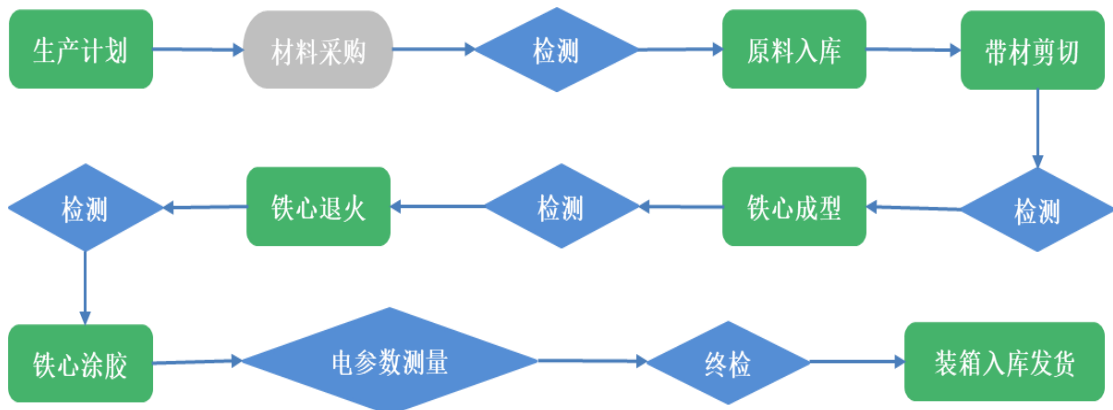 生产计划
材料采购
检测
原料入库
带材剪切
检测
铁心成型
检测
铁心退火
检测
铁心涂胶
电参数测量
终检
装箱入库发货